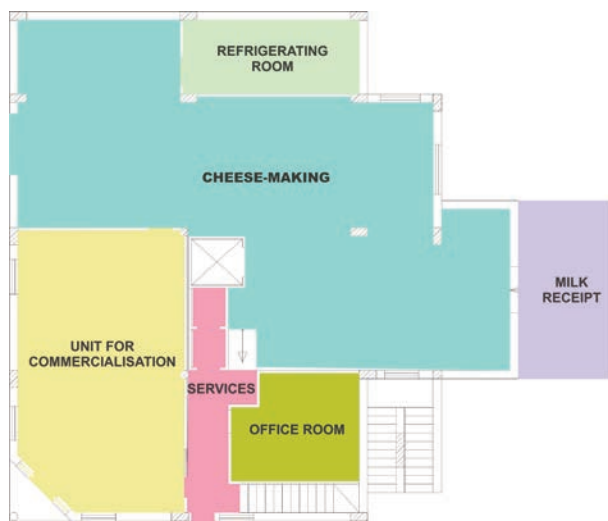 REFRIGERATING
ROOM
CHEESE-MAKING
MILK
RECEIPT
UNIT FOR
COMMERCIALISATION
SERVICES
OFFICE ROOM